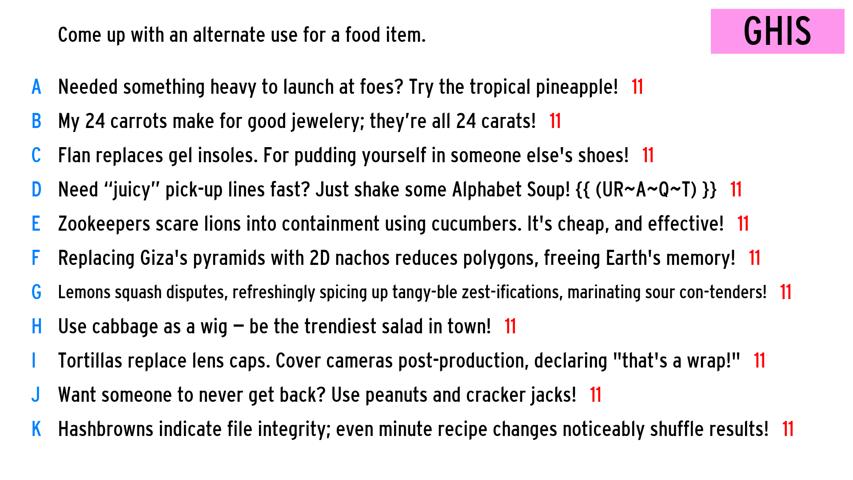 Come up with an alternate use for a food item.
GHIS
A Needed something heavy to launch at foes? Try the tropical pineapple! 11
B My 24 carrots make for good jewelery; they’re all 24 carats! 11
C Flan replaces gel insoles. For pudding yourself in someone else's shoes! 11
D Need “juicy” pick-up lines fast? Just shake some Alphabet Soup! {{ (UR~A~Q~T) }} 11
E Zookeepers scare lions into containment using cucumbers. It's cheap, and effective! 11
F Replacing Giza's pyramids with 2D nachos reduces polygons, freeing Earth's memory! 11
G Lemons squash disputes, refreshingly spicing up tangy-ble zest-ifications, marinating sour con-tenders! 11
H Use cabbage as a wig – be the trendiest salad in town! 11
I Tortillas replace lens caps. Cover cameras post-production, declaring "that's a wrap!" 11
J Want someone to never get back? Use peanuts and cracker jacks! 11
K Hashbrowns indicate file integrity; even minute recipe changes noticeably shuffle results! 11